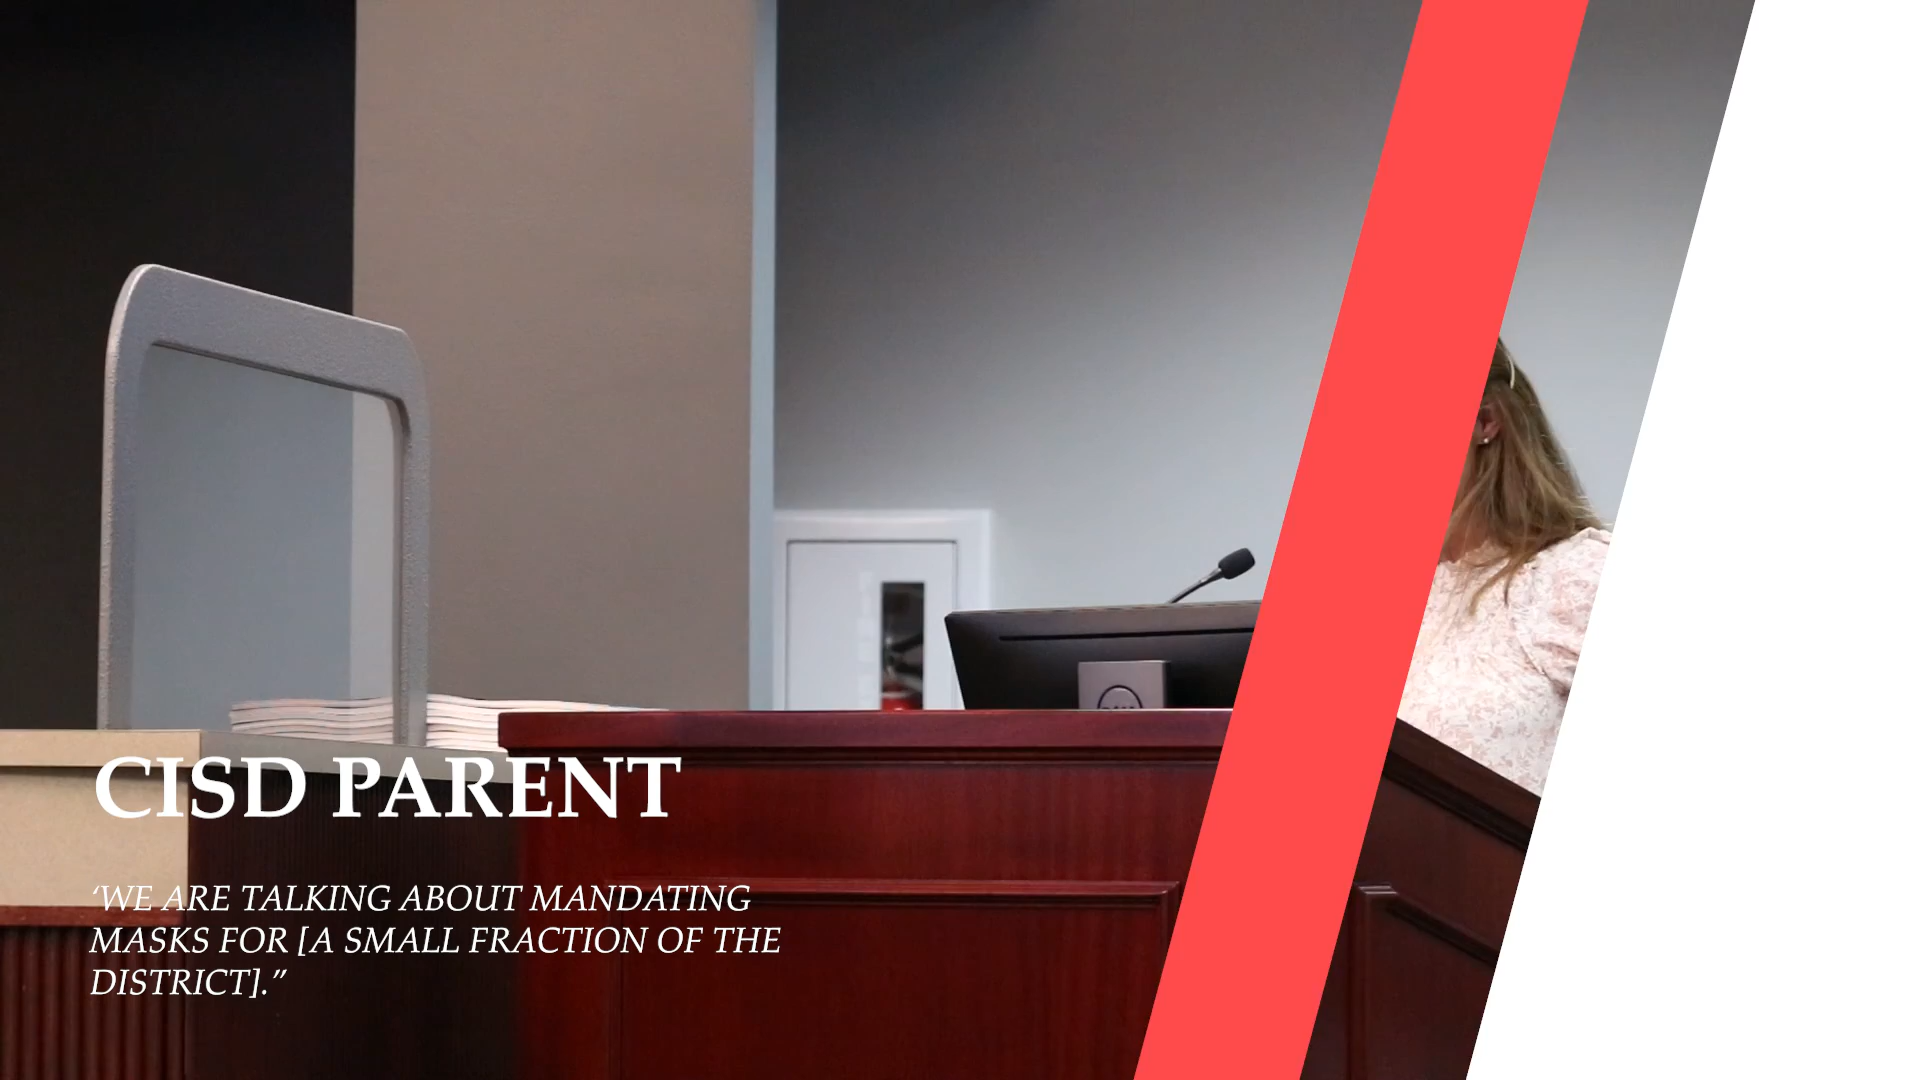 CISD PARENT
‘WE ARE TALKING ABOUT MANDATING
MASKS FOR [A SMALL FRACTION OF THE
DISTRICT].”